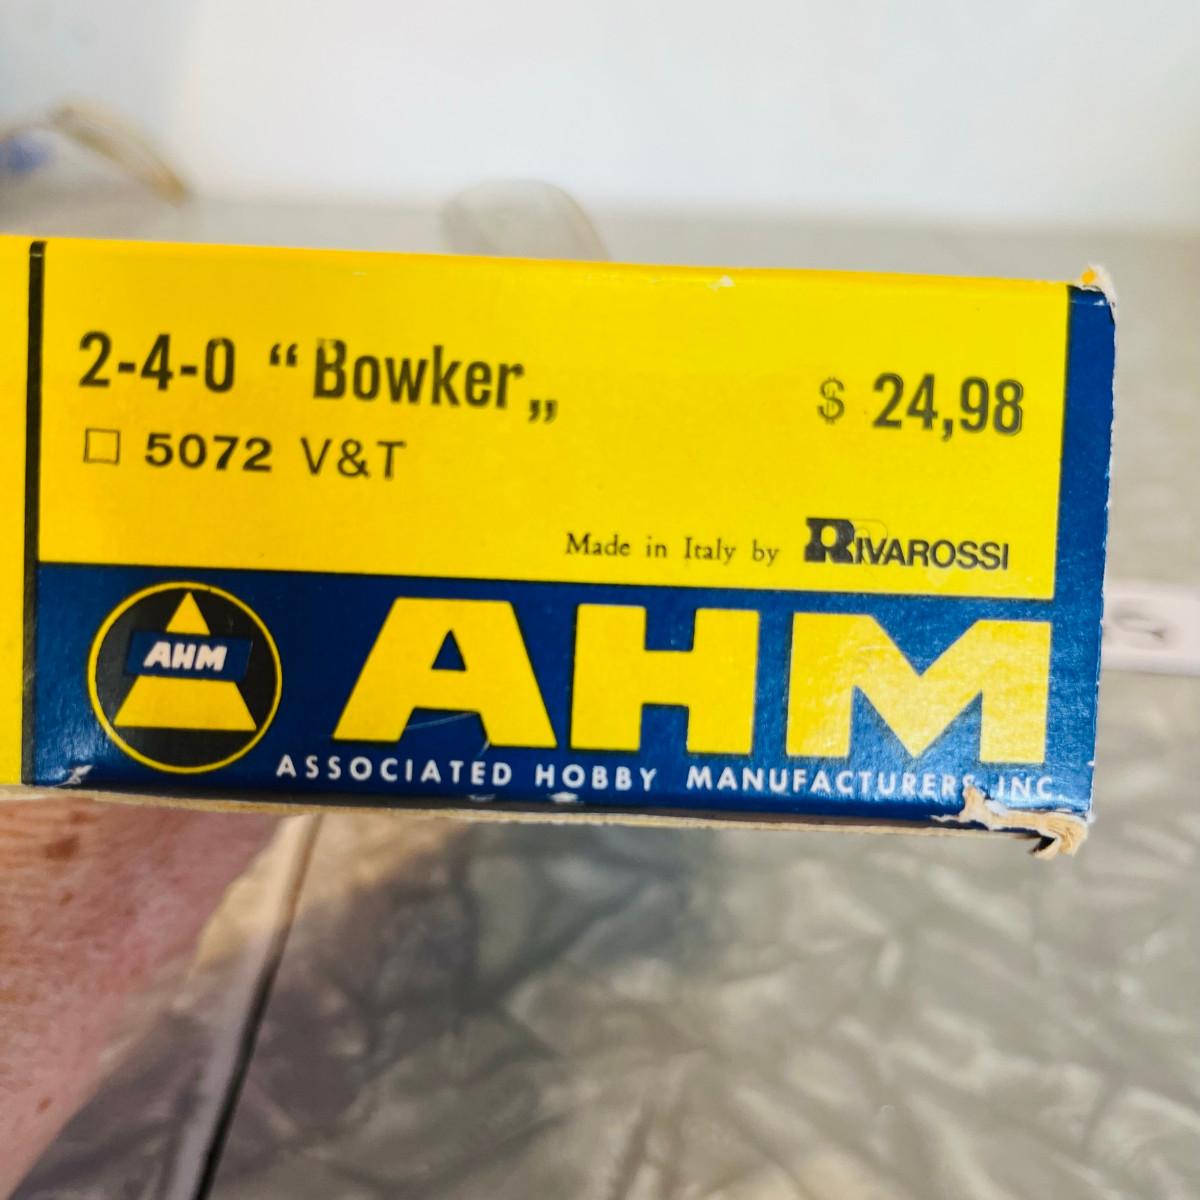 2-4-0 “Bowker„
$ 24,98
☐ 5072 V&T
Made in Italy by RIVAROSSI
AHM
AHM
ASSOCIATED HOBBY MANUFACTURERS, INC.